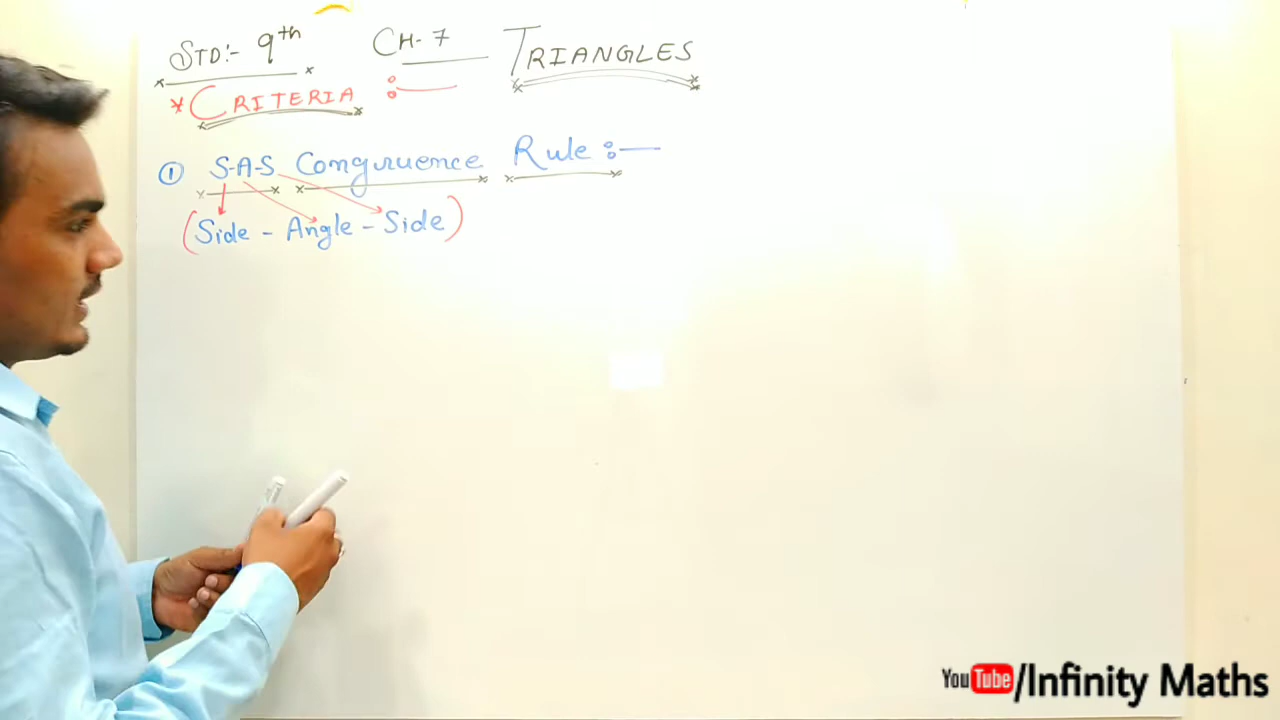 STD:- 9th CH-7 TRIANGLES
* CRITERIA :-
① S-A-S Congruence Rule :-
(Side - Angle - Side)
YouTube/Infinity Maths